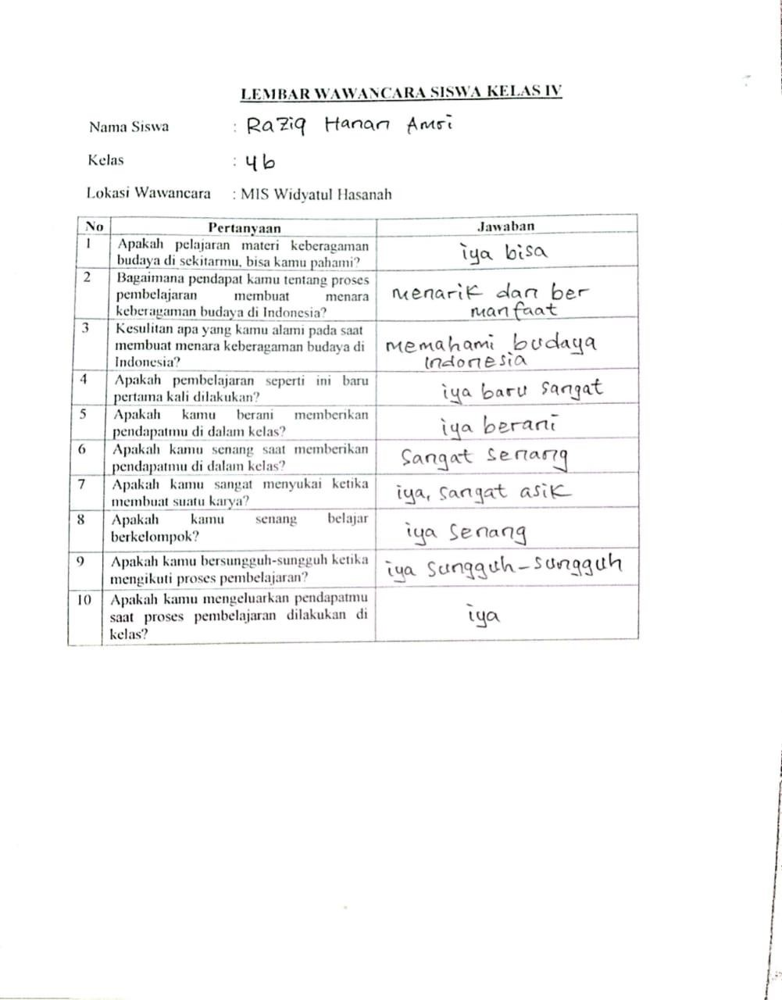 LEMBAR WAWANCARA SISWA KELAS IV
Nama Siswa : Raziq Hanan Amri
Kelas : 4b
Lokasi Wawancara : MIS Widyatul Hasanah
No Pertanyaan Jawaban
1 Apakah pelajaran materi keberagaman
budaya di sekitarmu, bisa kamu pahami?
iya bisa
2 Bagaimana pendapat kamu tentang proses
pembelajaran membuat menara
keberagaman budaya di Indonesia?
menarik dan ber
manfaat
3 Kesulitan apa yang kamu alami pada saat
membuat menara keberagaman budaya di
Indonesia?
memahami budaya
Indonesia
4 Apakah pembelajaran seperti ini baru
pertama kali dilakukan?
iya baru sangat
5 Apakah kamu berani memberikan
pendapatmu di dalam kelas?
iya berani
6 Apakah kamu senang saat memberikan
pendapatmu di dalam kelas?
Sangat senang
7 Apakah kamu sangat menyukai ketika
membuat suatu karya?
iya, sangat asik
8 Apakah kamu senang belajar
berkelompok?
iya senang
9 Apakah kamu bersungguh-sungguh ketika
mengikuti proses pembelajaran?
iya sungguh-sungguh
10 Apakah kamu mengeluarkan pendapatmu
saat proses pembelajaran dilakukan di
kelas?
iya